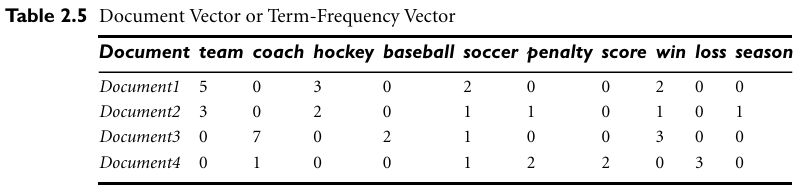 Table 2.5 Document Vector or Term-Frequency Vector
Document team coach hockey baseball soccer penalty score win loss season
Document1 5 0 3 0 2 0 0 2 0 0
Document2 3 0 2 0 1 1 0 1 0 1
Document3 0 7 0 2 1 0 0 3 0 0
Document4 0 1 0 0 1 2 2 0 3 0